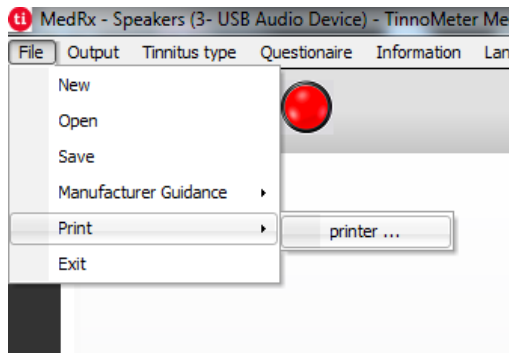 ti MedRx - Speakers (3- USB Audio Device) - TinnoMeter Me
File Output Tinnitus type Questionaire Information Lan
New
Open
Save
Manufacturer Guidance
Print
printer ...
Exit